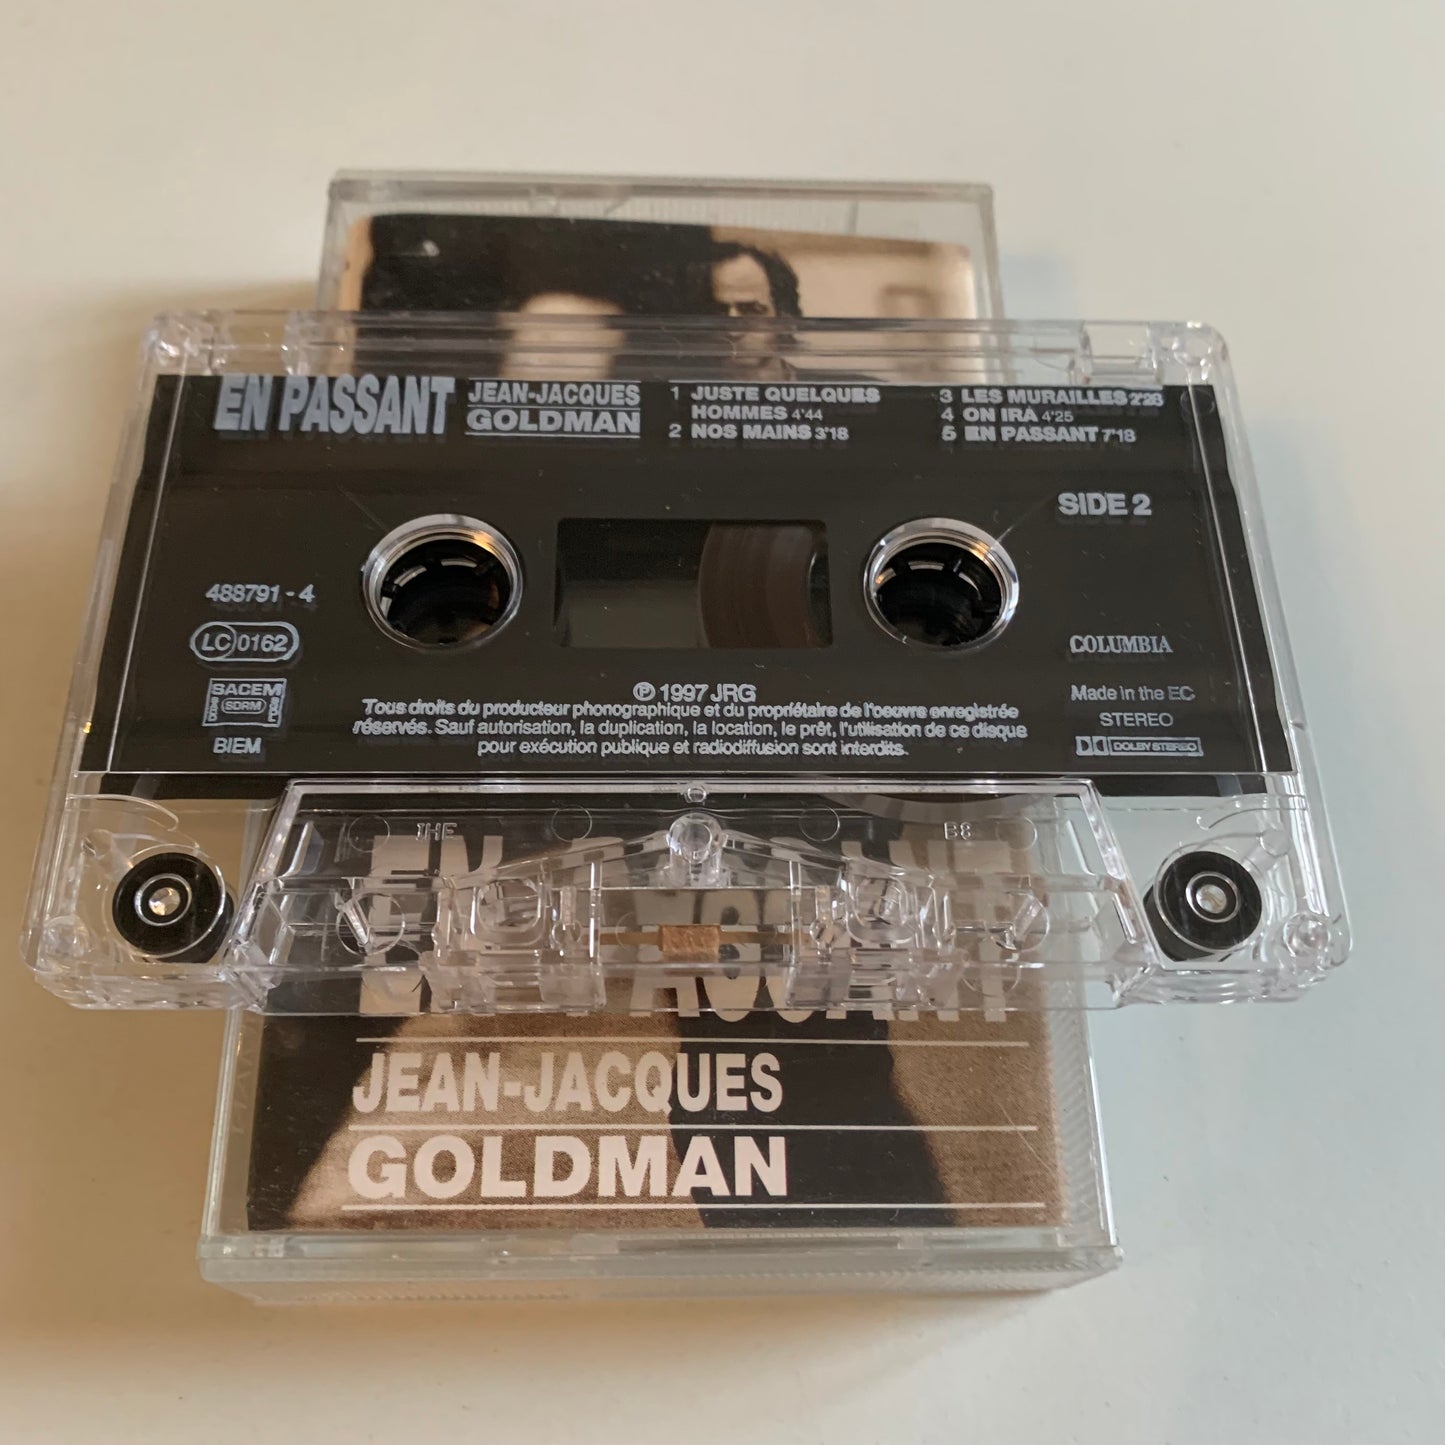 EN PASSANT
JEAN-JACQUES
GOLDMAN
1 JUSTE QUELQUES
HOMMES 4'44
2 NOS MAINS 3'18
3 LES MURAILLES 2'26
4 ON IRA 4'25
5 EN PASSANT 7'18
SIDE 2
488791 - 4
LC 0162
SACEM
SDRM
BIEM
COLUMBIA
Made in the EC
STEREO
DOLBY STEREO
℗ 1997 JRG
Tous droits du producteur phonographique et du propriétaire de l'oeuvre enregistrée
réservés. Sauf autorisation, la duplication, la location, le prêt, l'utilisation de ce disque
pour exécution publique et radiodiffusion sont interdits.
EN PASSANT
JEAN-JACQUES
GOLDMAN